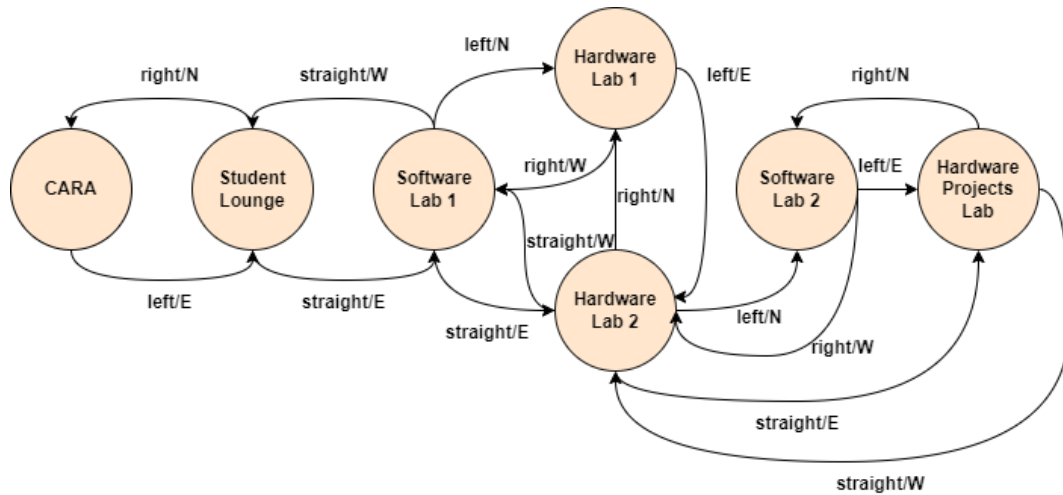 left/N
Hardware
Lab 1
right/N
straight/W
left/E
right/N
CARA
Student
Lounge
Software
Lab 1
right/W
right/N
Software
Lab 2
left/E
Hardware
Projects
Lab
straight/W
left/E
straight/E
straight/E
Hardware
Lab 2
left/N
right/W
straight/E
straight/W